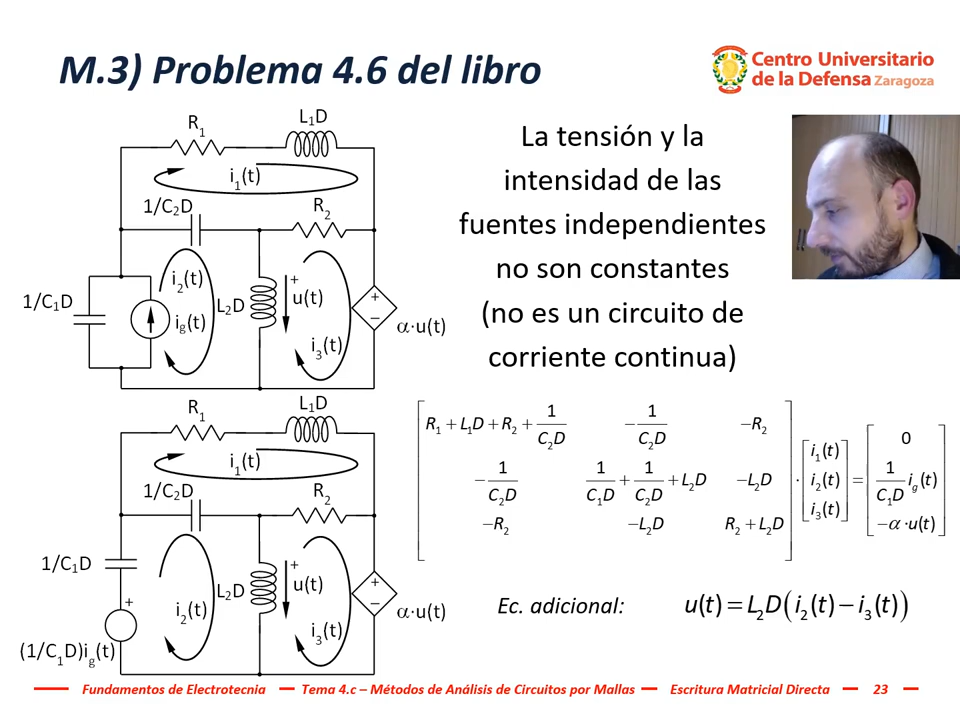 M.3) Problema 4.6 del libro
Centro Universitario
de la Defensa Zaragoza
R1
L1D
i1(t)
1/C2D
R2
i2(t)
1/C1D
ig(t)
L2D
+
u(t)
i3(t)
+
–
α·u(t)
La tensión y la
intensidad de las
fuentes independientes
no son constantes
(no es un circuito de
corriente continua)
R1
L1D
i1(t)
1/C2D
R2
1/C1D
+
(1/C1D)ig(t)
i2(t)
L2D
+
u(t)
i3(t)
+
–
α·u(t)
[ R1 + L1D + R2 + 1/C2D   − 1/C2D   −R2 ] [ i1(t) ] = [ 0 ]
[ − 1/C2D   1/C1D + 1/C2D + L2D   −L2D ] · [ i2(t) ] = [ 1/C1D ig(t) ]
[ −R2   −L2D   R2 + L2D ] [ i3(t) ] = [ −α·u(t) ]
Ec. adicional: u(t) = L2D(i2(t) − i3(t))
Fundamentos de Electrotecnia — Tema 4.c – Métodos de Análisis de Circuitos por Mallas — Escritura Matricial Directa — 23